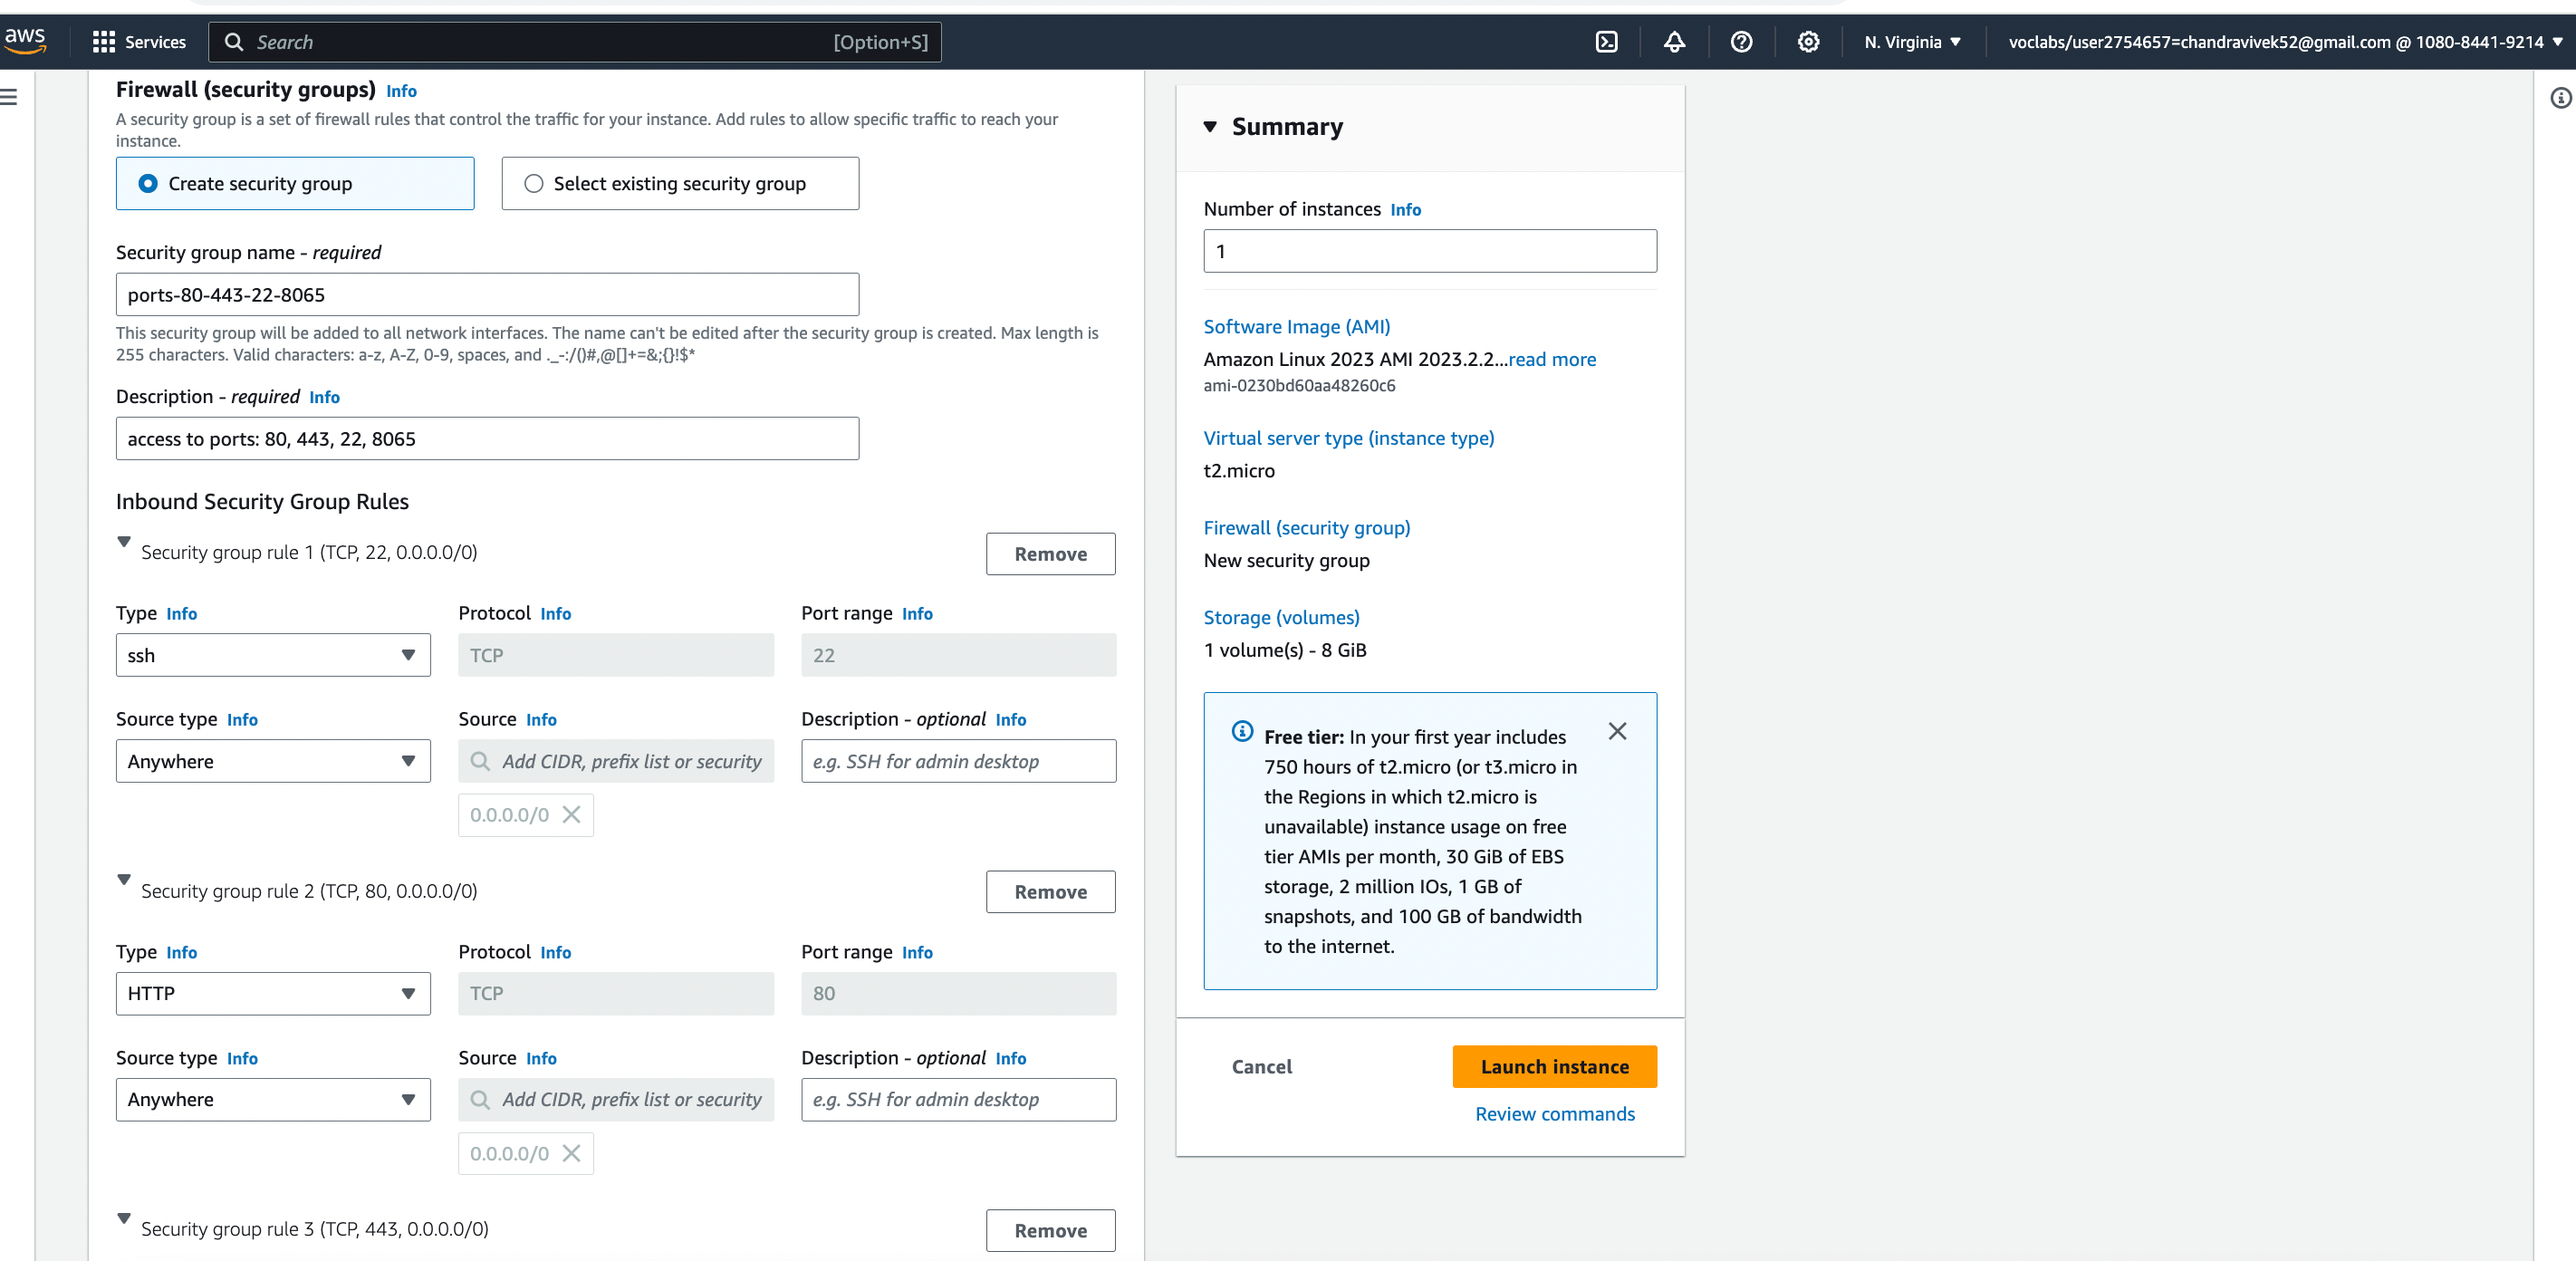 aws
Services
Search
[Option+S]
N. Virginia
voclabs/user2754657=chandravivek52@gmail.com @ 1080-8441-9214
Firewall (security groups) Info
A security group is a set of firewall rules that control the traffic for your instance. Add rules to allow specific traffic to reach your
instance.
Create security group
Select existing security group
Security group name - required
ports-80-443-22-8065
This security group will be added to all network interfaces. The name can't be edited after the security group is created. Max length is
255 characters. Valid characters: a-z, A-Z, 0-9, spaces, and ._-:/()#,@[]+=&;{}!$*
Description - required Info
access to ports: 80, 443, 22, 8065
Inbound Security Group Rules
Security group rule 1 (TCP, 22, 0.0.0.0/0)
Remove
Type Info
Protocol Info
Port range Info
ssh
TCP
22
Source type Info
Source Info
Description - optional Info
Anywhere
Add CIDR, prefix list or security
e.g. SSH for admin desktop
0.0.0.0/0
Security group rule 2 (TCP, 80, 0.0.0.0/0)
Remove
Type Info
Protocol Info
Port range Info
HTTP
TCP
80
Source type Info
Source Info
Description - optional Info
Anywhere
Add CIDR, prefix list or security
e.g. SSH for admin desktop
0.0.0.0/0
Security group rule 3 (TCP, 443, 0.0.0.0/0)
Remove
Summary
Number of instances Info
1
Software Image (AMI)
Amazon Linux 2023 AMI 2023.2.2...read more
ami-0230bd60aa48260c6
Virtual server type (instance type)
t2.micro
Firewall (security group)
New security group
Storage (volumes)
1 volume(s) - 8 GiB
Free tier: In your first year includes
750 hours of t2.micro (or t3.micro in
the Regions in which t2.micro is
unavailable) instance usage on free
tier AMIs per month, 30 GiB of EBS
storage, 2 million IOs, 1 GB of
snapshots, and 100 GB of bandwidth
to the internet.
Cancel
Launch instance
Review commands